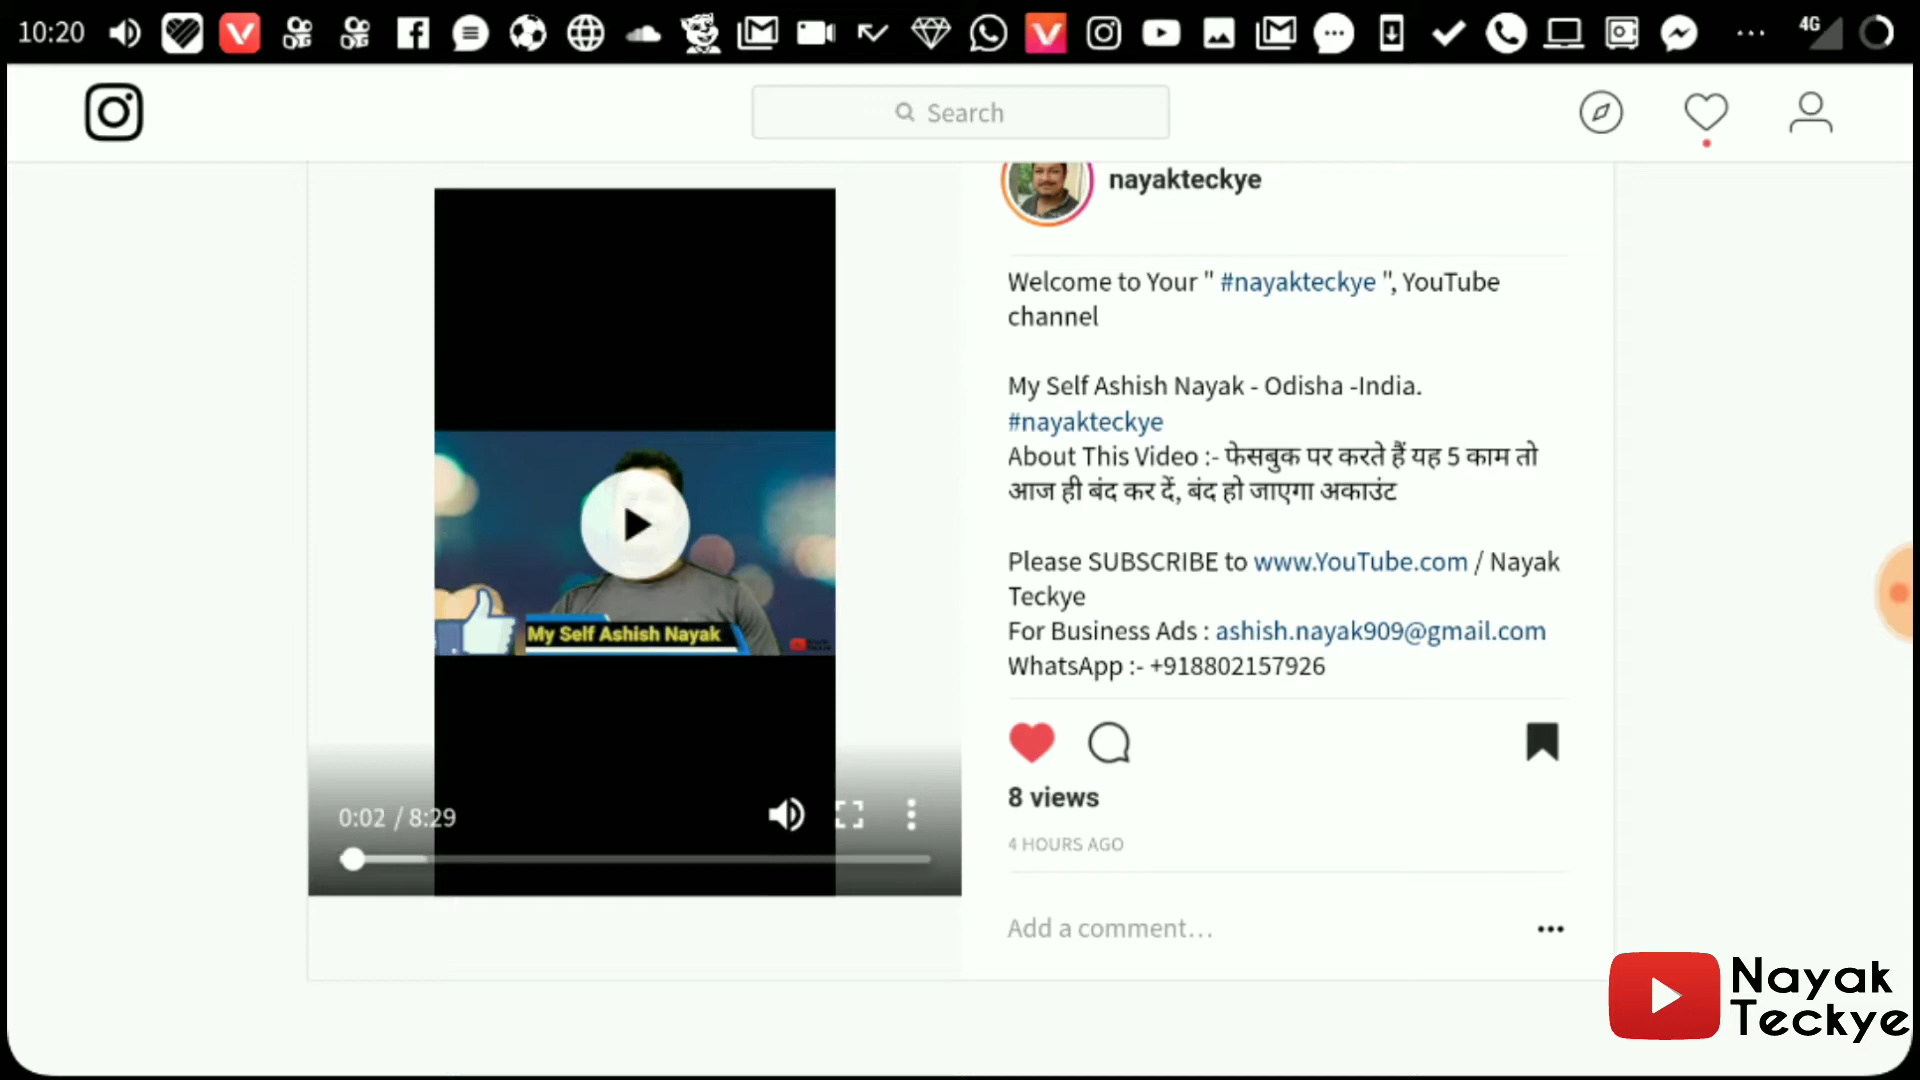 10:20
4G
Search
nayakteckye
Welcome to Your " #nayakteckye ", YouTube
channel
My Self Ashish Nayak - Odisha -India.
#nayakteckye
About This Video :- फेसबुक पर करते हैं यह 5 काम तो
आज ही बंद कर दें, बंद हो जाएगा अकाउंट
Please SUBSCRIBE to www.YouTube.com / Nayak
Teckye
For Business Ads : ashish.nayak909@gmail.com
WhatsApp :- +918802157926
My Self Ashish Nayak
0:02 / 8:29
8 views
4 HOURS AGO
Add a comment...
Nayak
Teckye